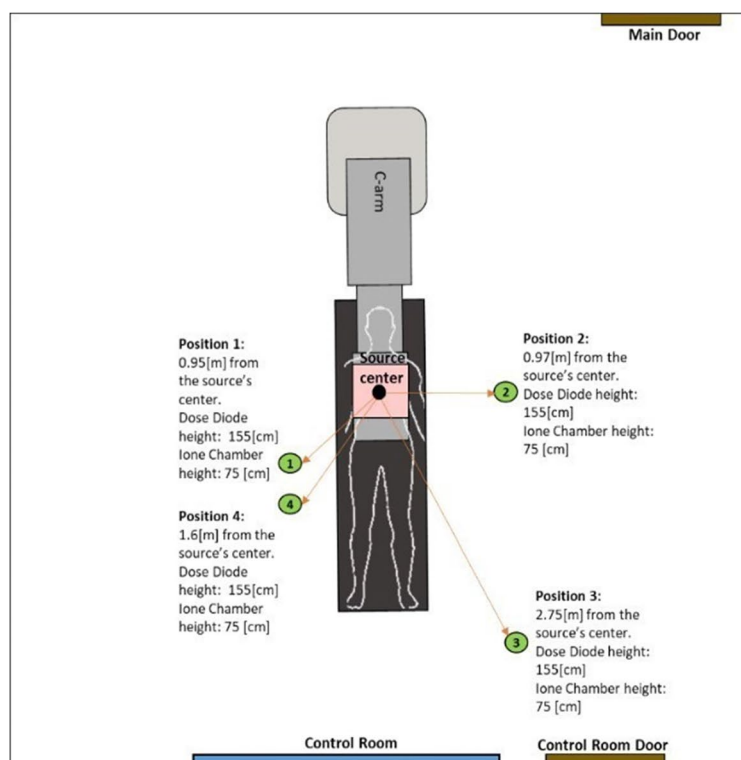 Main Door
C-arm
Source
center
Position 1:
0.95[m] from
the source's
center.
Dose Diode
height:  155[cm]
Ione Chamber
height: 75 [cm]
Position 2:
0.97[m] from the
source's center.
Dose Diode height:
155[cm]
Ione Chamber height:
75 [cm]
2
1
4
Position 4:
1.6[m] from the
source's center.
Dose Diode
height:  155[cm]
Ione Chamber
height: 75 [cm]
Position 3:
2.75[m] from the
source's center.
Dose Diode height:
155[cm]
Ione Chamber height:
75 [cm]
3
Control Room
Control Room Door